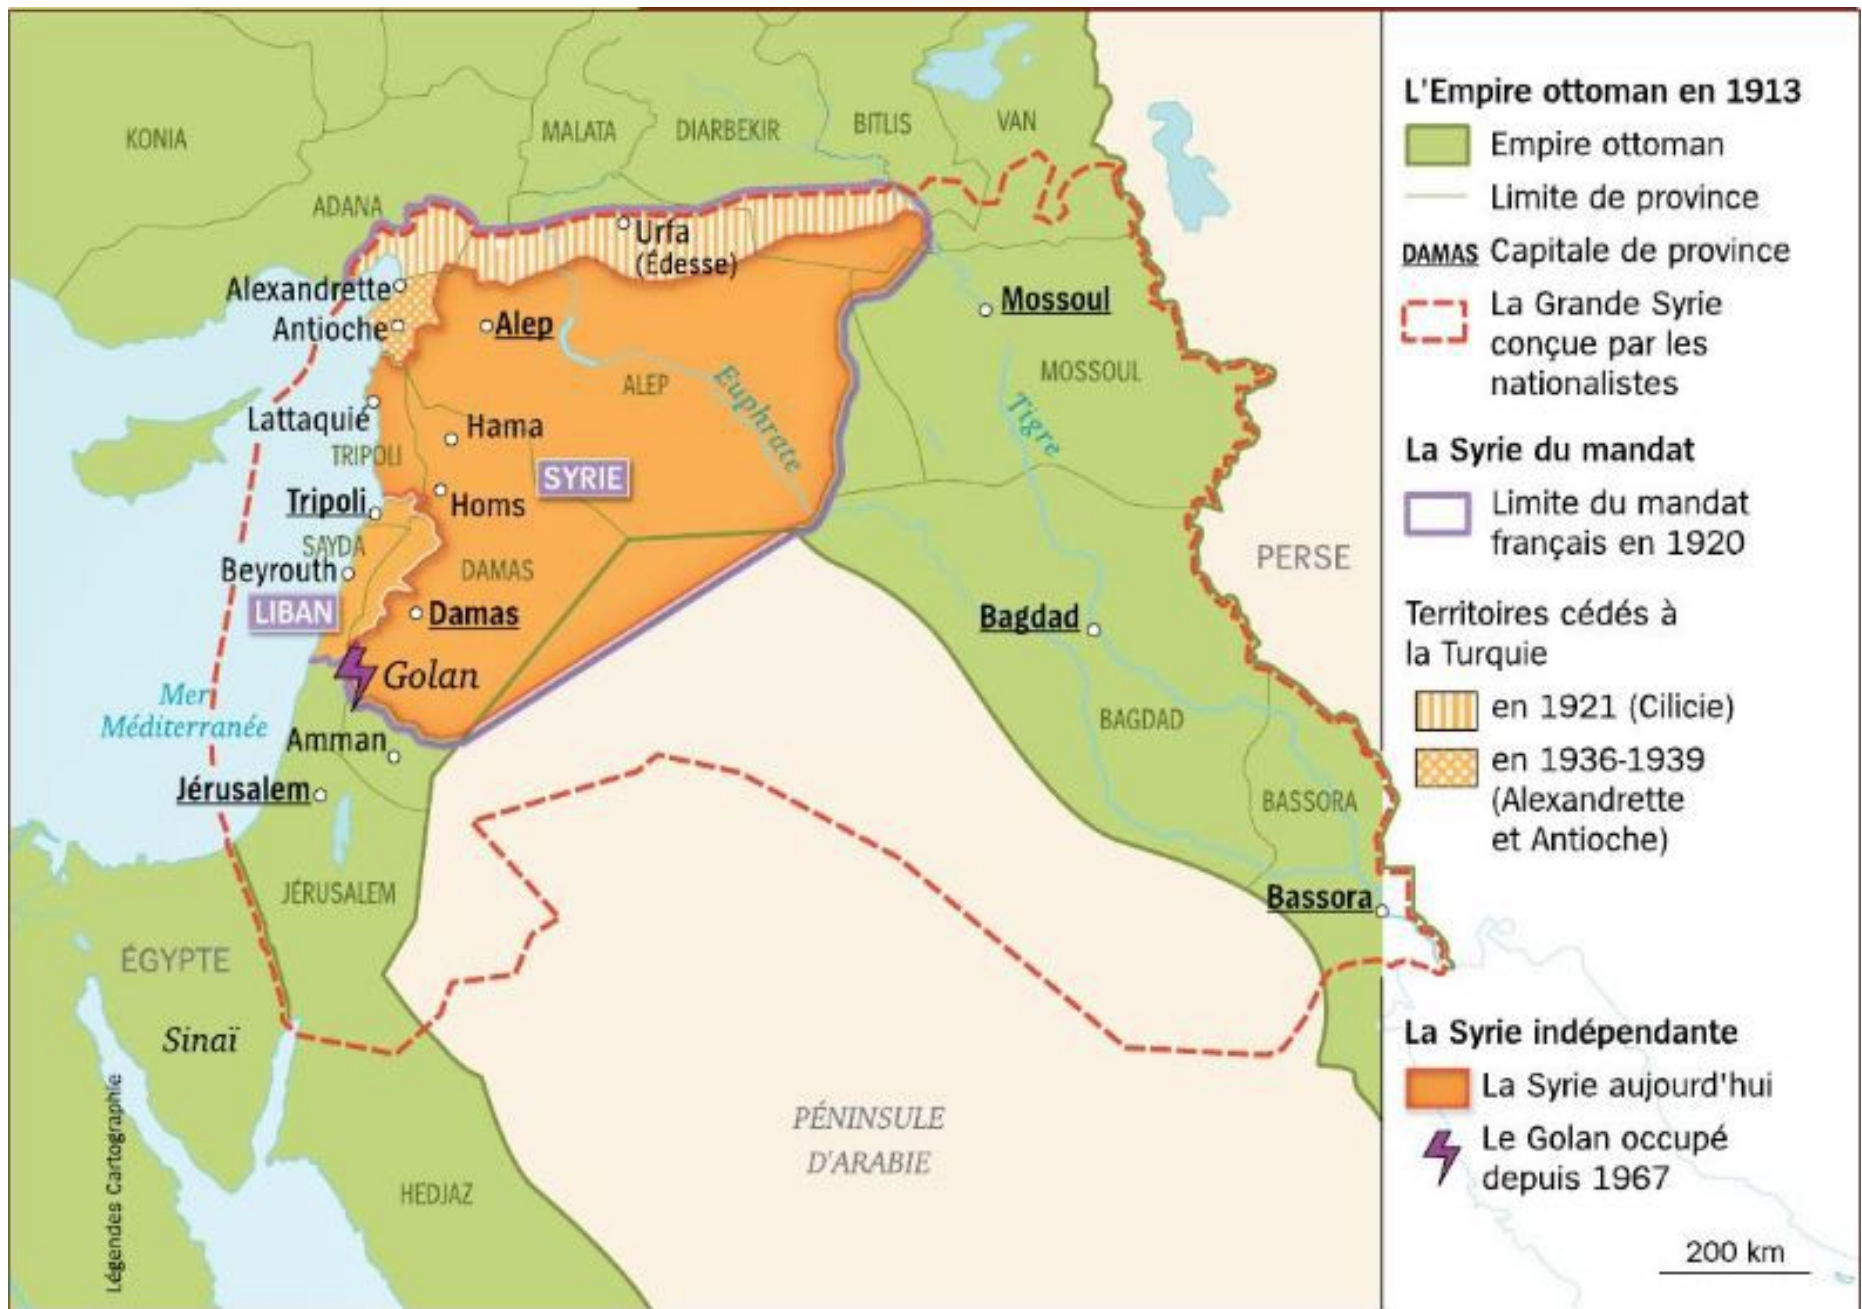 KONIA
MALATA
DIARBEKIR
BITLIS
VAN
ADANA
Urfa
(Édesse)
Alexandrette
Antioche
Alep
Mossoul
ALEP
Euphrate
MOSSOUL
Tigre
Lattaquié
Hama
TRIPOLI
SYRIE
Tripoli
Homs
SAYDA
Beyrouth
DAMAS
PERSE
LIBAN
Damas
Bagdad
Golan
Mer
Méditerranée
BAGDAD
Amman
Jérusalem
BASSORA
JÉRUSALEM
Bassora
ÉGYPTE
Sinaï
PÉNINSULE
D'ARABIE
HEDJAZ
Légendes Cartographie
L'Empire ottoman en 1913
Empire ottoman
Limite de province
DAMAS Capitale de province
La Grande Syrie
conçue par les
nationalistes
La Syrie du mandat
Limite du mandat
français en 1920
Territoires cédés à
la Turquie
en 1921 (Cilicie)
en 1936-1939
(Alexandrette
et Antioche)
La Syrie indépendante
La Syrie aujourd'hui
Le Golan occupé
depuis 1967
200 km